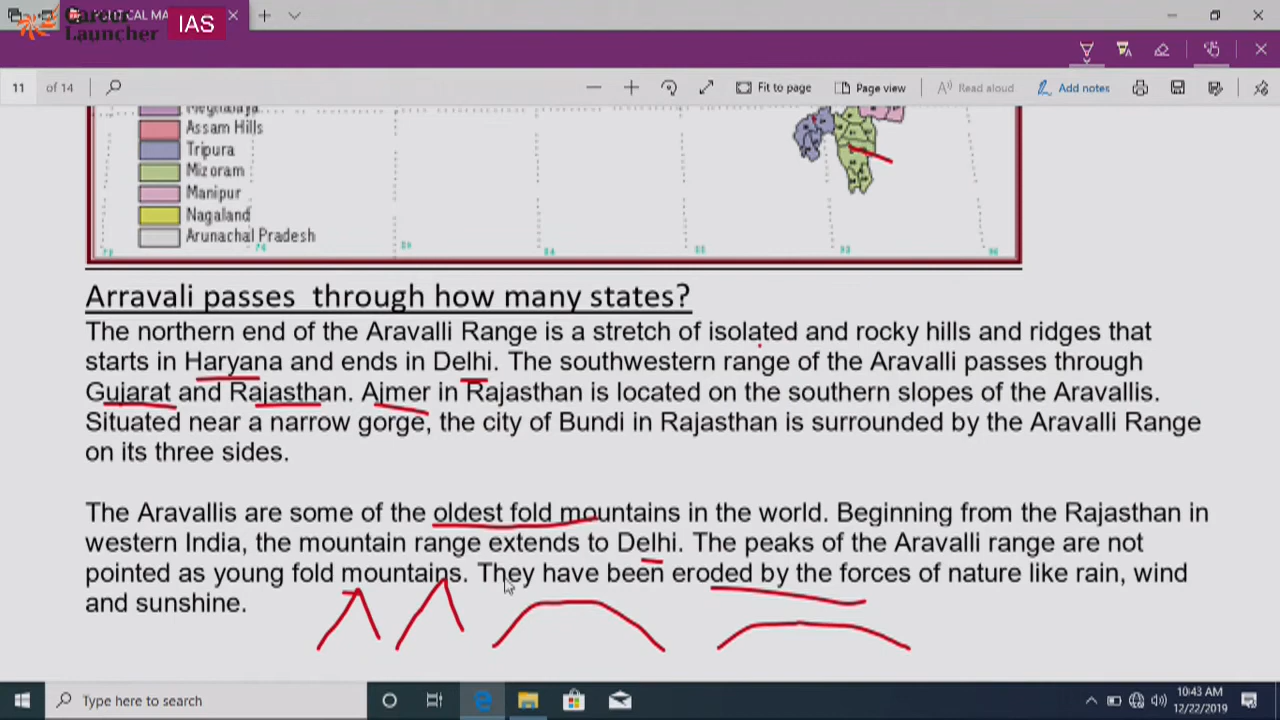 Career
Launcher
IAS
CAL MA
11 of 14
Fit to page
Page view
Read aloud
Add notes
Meghalaya
Assam Hills
Tripura
Mizoram
Manipur
Nagaland
Arunachal Pradesh
Arravali passes through how many states?
The northern end of the Aravalli Range is a stretch of isolated and rocky hills and ridges that
starts in Haryana and ends in Delhi. The southwestern range of the Aravalli passes through
Gujarat and Rajasthan. Ajmer in Rajasthan is located on the southern slopes of the Aravallis.
Situated near a narrow gorge, the city of Bundi in Rajasthan is surrounded by the Aravalli Range
on its three sides.
The Aravallis are some of the oldest fold mountains in the world. Beginning from the Rajasthan in
western India, the mountain range extends to Delhi. The peaks of the Aravalli range are not
pointed as young fold mountains. They have been eroded by the forces of nature like rain, wind
and sunshine.
Type here to search
10:43 AM
12/22/2019